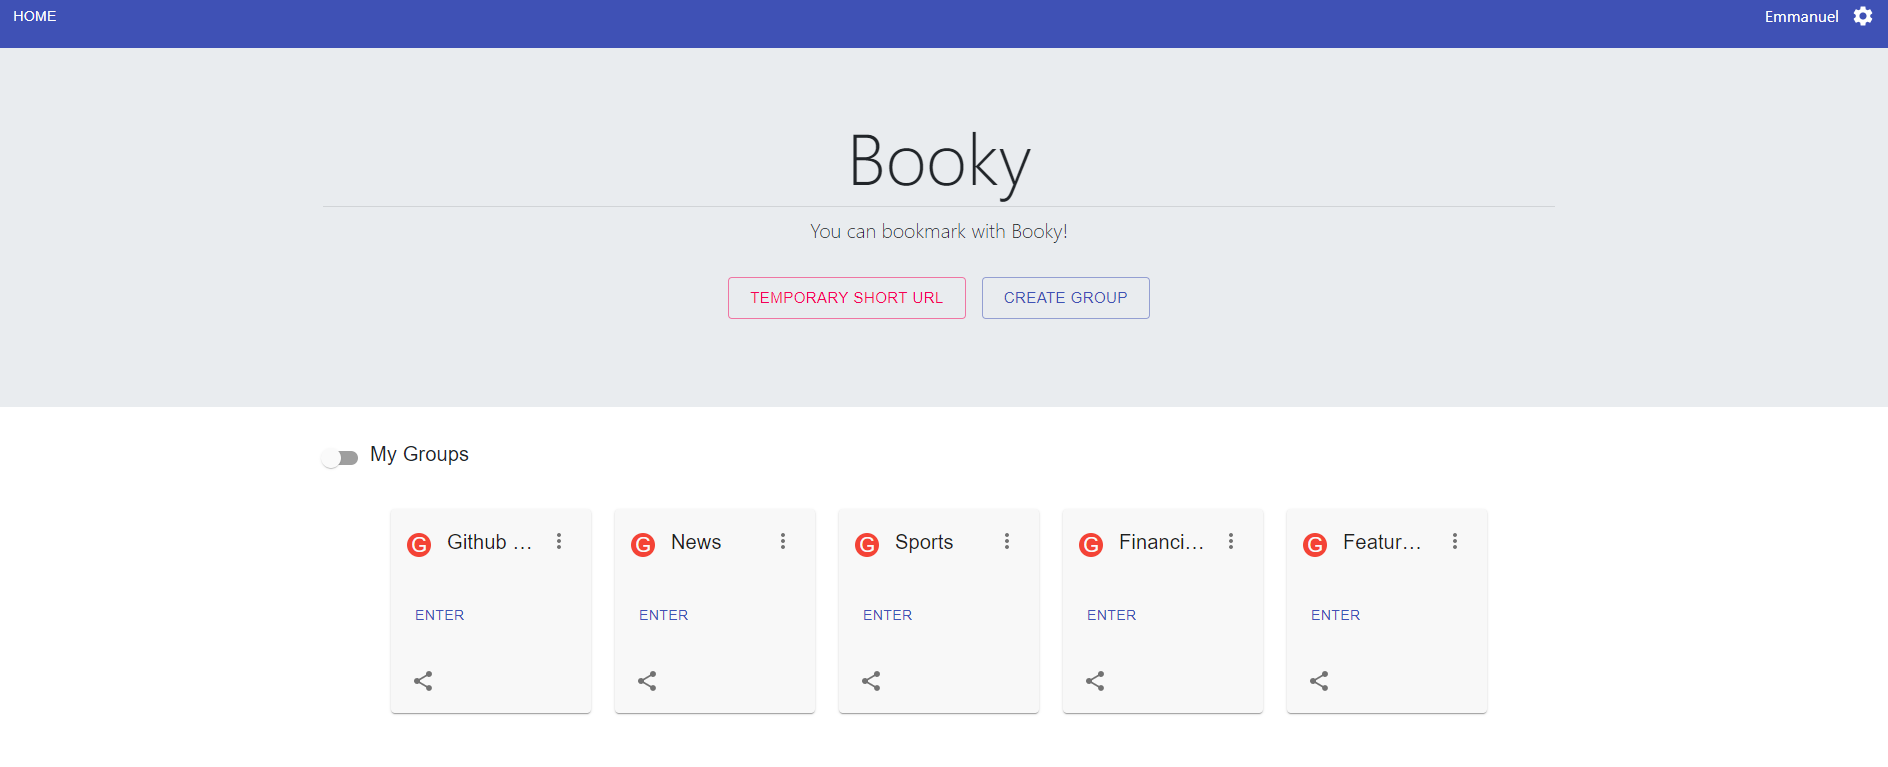 HOME
Emmanuel
Booky
You can bookmark with Booky!
TEMPORARY SHORT URL
CREATE GROUP
My Groups
G Github ...
G News
G Sports
G Financi...
G Featur...
ENTER
ENTER
ENTER
ENTER
ENTER